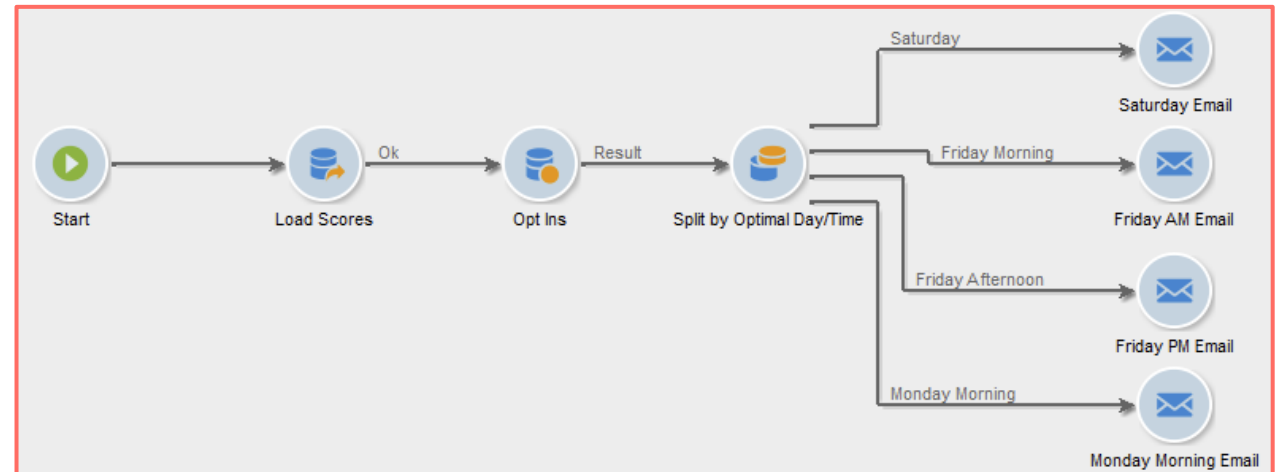 Saturday
Saturday Email
Ok
Result
Friday Morning
Start
Load Scores
Opt Ins
Split by Optimal Day/Time
Friday AM Email
Friday Afternoon
Friday PM Email
Monday Morning
Monday Morning Email